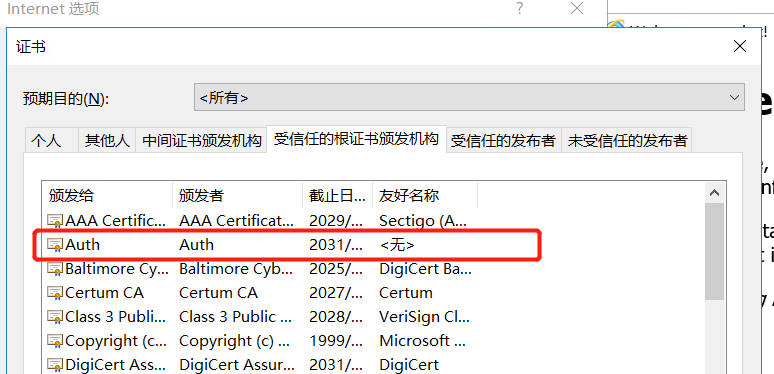 Internet 选项
证书
预期目的(N):
<所有>
个人 其他人 中间证书颁发机构 受信任的根证书颁发机构 受信任的发布者 未受信任的发布者
颁发给 颁发者 截止日... 友好名称
AAA Certific... AAA Certificat... 2029/... Sectigo (A...
Auth Auth 2031/... <无>
Baltimore Cy... Baltimore Cyb... 2025/... DigiCert Ba...
Certum CA Certum CA 2027/... Certum
Class 3 Publi... Class 3 Public ... 2028/... VeriSign Cl...
Copyright (c... Copyright (c) ... 1999/... Microsoft ...
DigiCert Ass... DigiCert Assur... 2031/... DigiCert